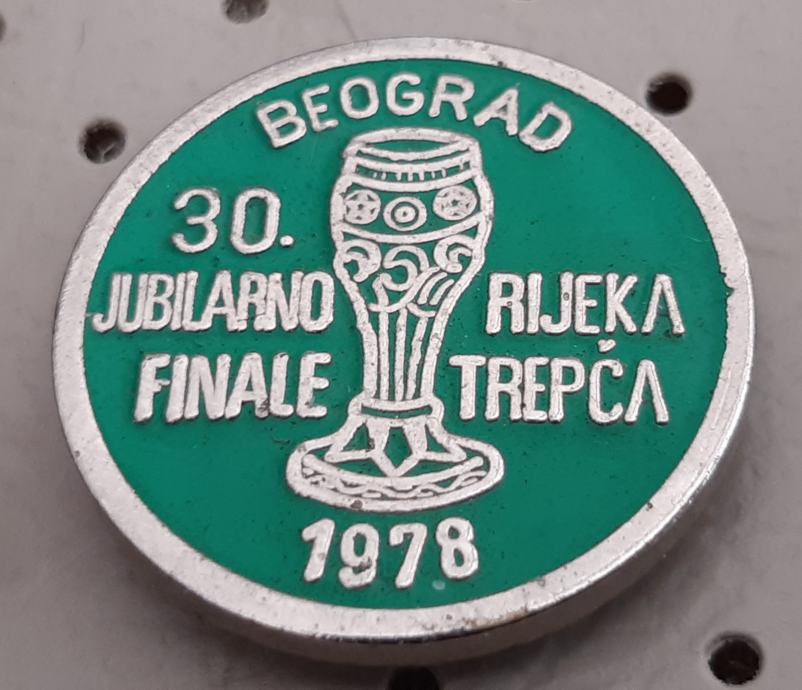 BEOGRAD
30.
JUBILARNO
FINALE
RIJEKA
TREPČA
1978